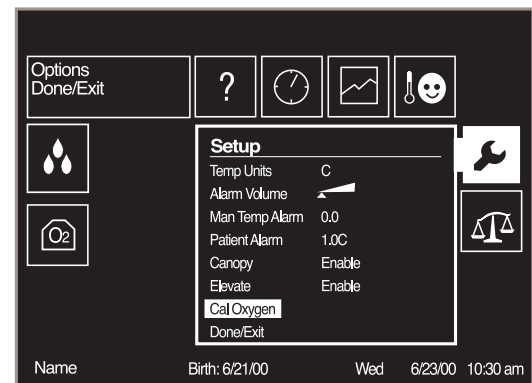 Options
Done/Exit
?
Setup
Temp Units C
Alarm Volume
Man Temp Alarm 0.0
Patient Alarm 1.0C
Canopy Enable
Elevate Enable
Cal Oxygen
Done/Exit
O2
Name Birth: 6/21/00 Wed 6/23/00 10:30 am